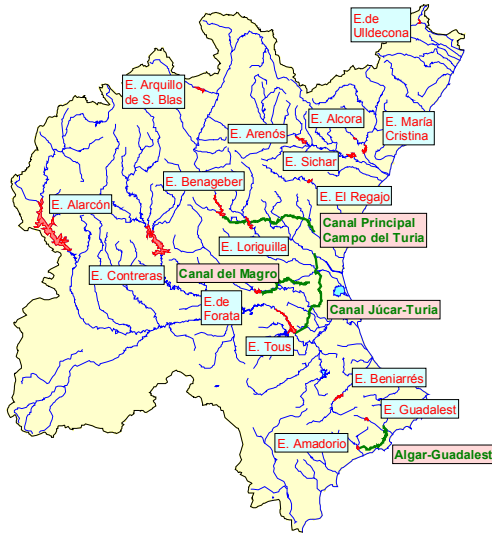 E.de
Ulldecona
E. Arquillo
de S. Blas
E. Alcora
E. María
Cristina
E. Arenós
E. Sichar
E. Benageber
E. El Regajo
E. Alarcón
Canal Principal
Campo del Turia
E. Loriguilla
E. Contreras
Canal del Magro
E.de
Forata
Canal Júcar-Turia
E. Tous
E. Beniarrés
E. Guadalest
E. Amadorio
Algar-Guadalest